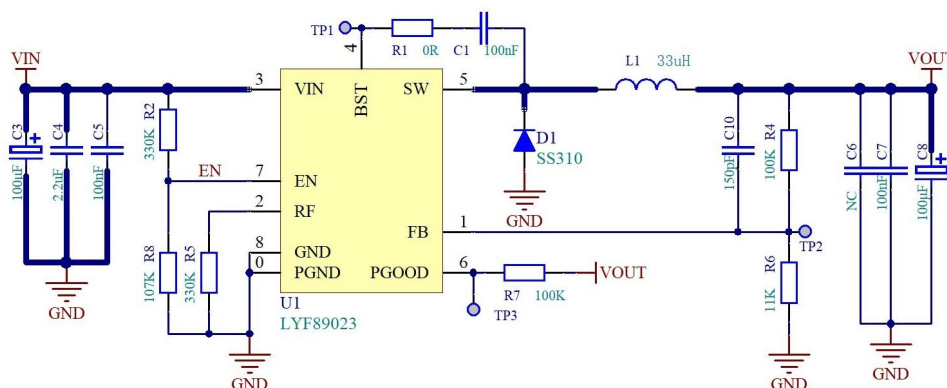 TP1
4
R1
0R
C1
100nF
L1
33uH
VIN
VOUT
3
VIN
BST
SW
5
C3
100uF
C4
2.2uF
C5
100nF
R2
330K
D1
SS310
GND
C10
150pF
R4
100K
C6
NC
C7
100nF
C8
100uF
EN
7
EN
2
RF
FB
1
TP2
8
GND
0
PGND
PGOOD
6
R7
100K
VOUT
TP3
R8
107K
R5
330K
R6
11K
U1
LYF89023
GND
GND
GND
GND